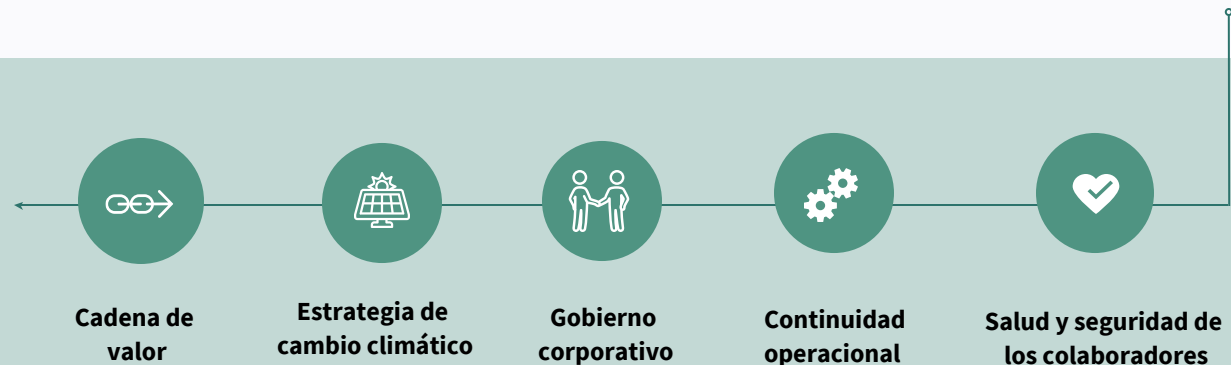 Cadena de
valor
Estrategia de
cambio climático
Gobierno
corporativo
Continuidad
operacional
Salud y seguridad de
los colaboradores